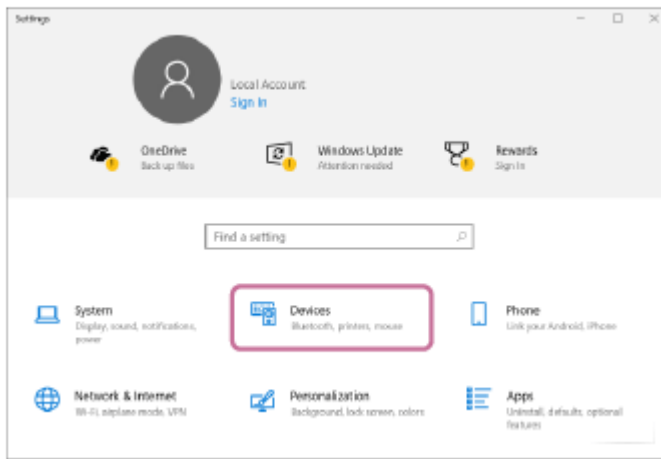 Settings
Local Account
Sign In
OneDrive
Back up files
Windows Update
Attention needed
Rewards
Sign In
Find a setting
System
Display, sound, notifications,
power
Devices
Bluetooth, printers, mouse
Phone
Link your Android, iPhone
Network & Internet
Wi-Fi, airplane mode, VPN
Personalization
Background, lock screen, colors
Apps
Uninstall, defaults, optional
features